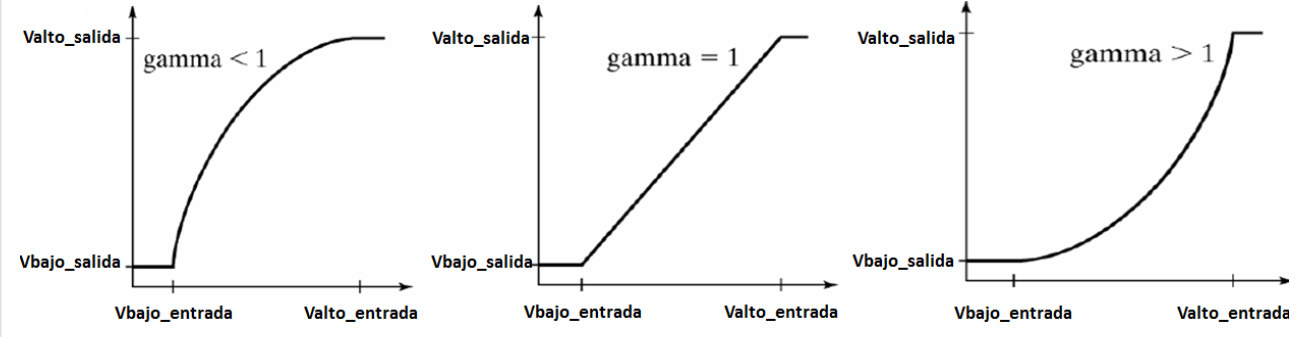 Valto_salida
gamma < 1
Vbajo_salida
Vbajo_entrada
Valto_entrada
Valto_salida
gamma = 1
Vbajo_salida
Vbajo_entrada
Valto_entrada
Valto_salida
gamma > 1
Vbajo_salida
Vbajo_entrada
Valto_entrada